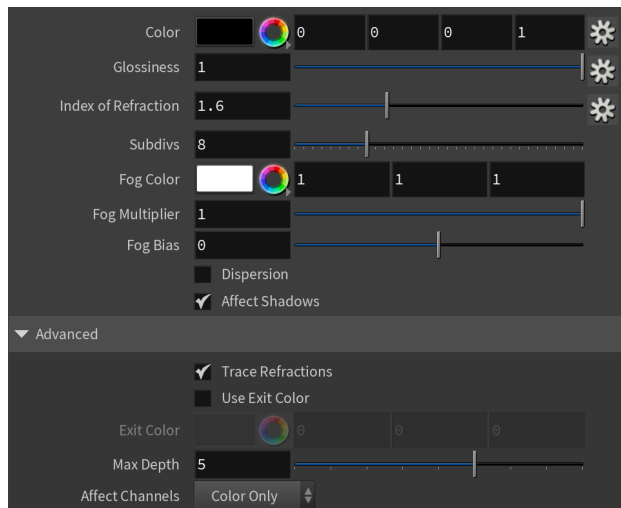 Color 0 0 0 1
Glossiness 1
Index of Refraction 1.6
Subdivs 8
Fog Color 1 1 1
Fog Multiplier 1
Fog Bias 0
Dispersion
Affect Shadows
Advanced
Trace Refractions
Use Exit Color
Exit Color 0 0 0
Max Depth 5
Affect Channels Color Only